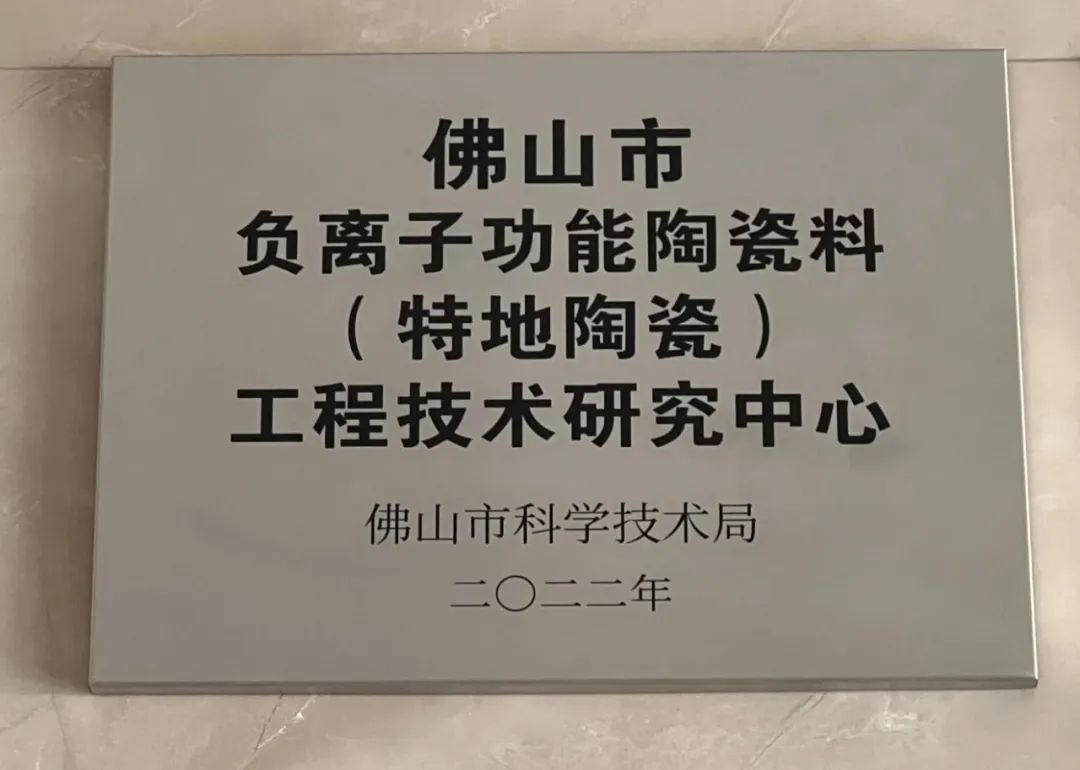 佛山市
负离子功能陶瓷料
（特地陶瓷）
工程技术研究中心
佛山市科学技术局
二〇二二年